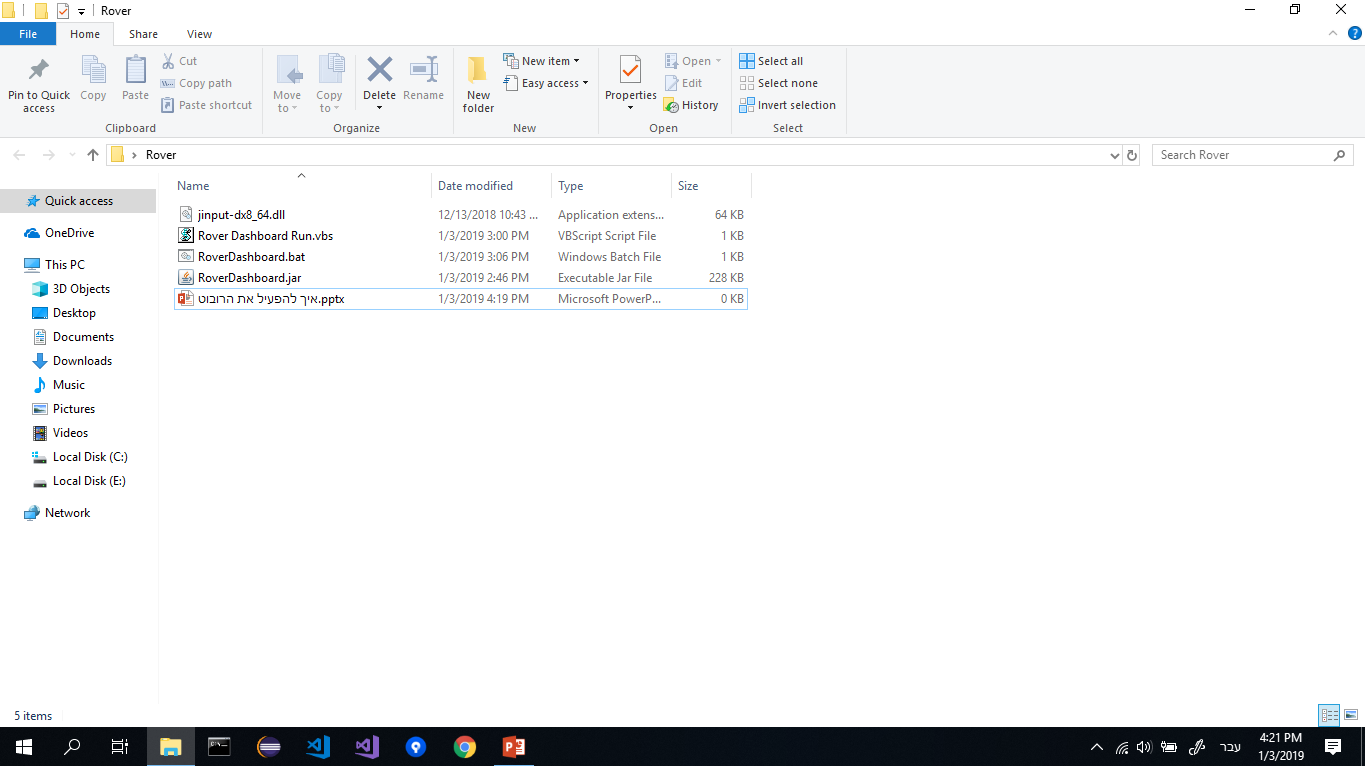 Rover
File Home Share View
Pin to Quick access
Copy
Paste
Cut
Copy path
Paste shortcut
Clipboard
Move to
Copy to
Delete
Rename
Organize
New folder
New item
Easy access
New
Properties
Open
Edit
History
Open
Select all
Select none
Invert selection
Select
Rover
Search Rover
Quick access
OneDrive
This PC
3D Objects
Desktop
Documents
Downloads
Music
Pictures
Videos
Local Disk (C:)
Local Disk (E:)
Network
Name Date modified Type Size
jinput-dx8_64.dll 12/13/2018 10:43 ... Application extens... 64 KB
Rover Dashboard Run.vbs 1/3/2019 3:00 PM VBScript Script File 1 KB
RoverDashboard.bat 1/3/2019 3:06 PM Windows Batch File 1 KB
RoverDashboard.jar 1/3/2019 2:46 PM Executable Jar File 228 KB
איך להפעיל את הרובוט.pptx 1/3/2019 4:19 PM Microsoft PowerP... 0 KB
5 items
עבר
4:21 PM
1/3/2019